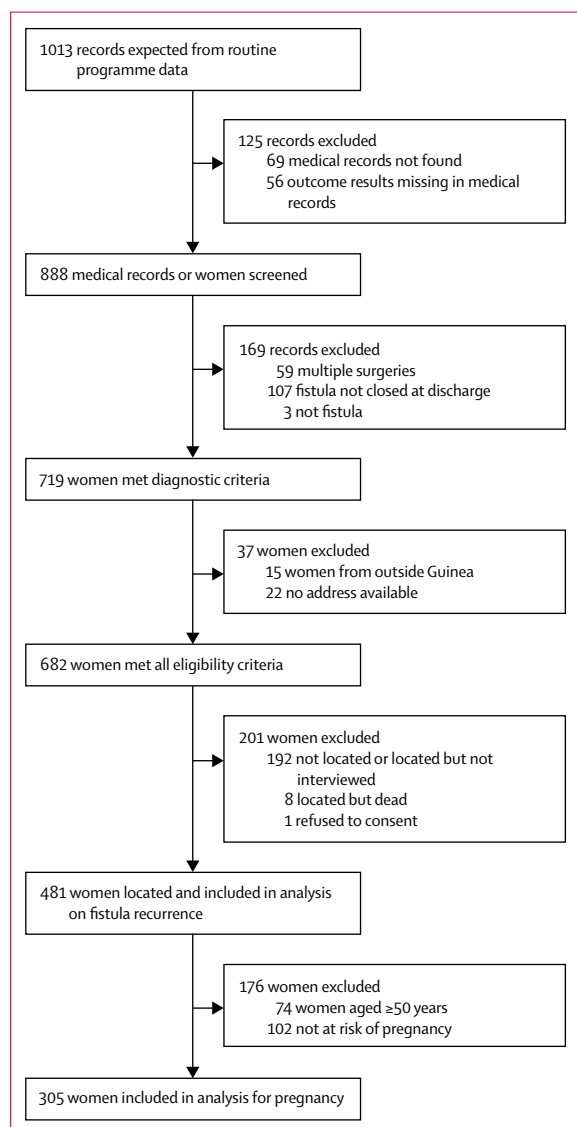 1013 records expected from routine
programme data
125 records excluded
69 medical records not found
56 outcome results missing in medical
records
888 medical records or women screened
169 records excluded
59 multiple surgeries
107 fistula not closed at discharge
3 not fistula
719 women met diagnostic criteria
37 women excluded
15 women from outside Guinea
22 no address available
682 women met all eligibility criteria
201 women excluded
192 not located or located but not
interviewed
8 located but dead
1 refused to consent
481 women located and included in analysis
on fistula recurrence
176 women excluded
74 women aged ≥50 years
102 not at risk of pregnancy
305 women included in analysis for pregnancy